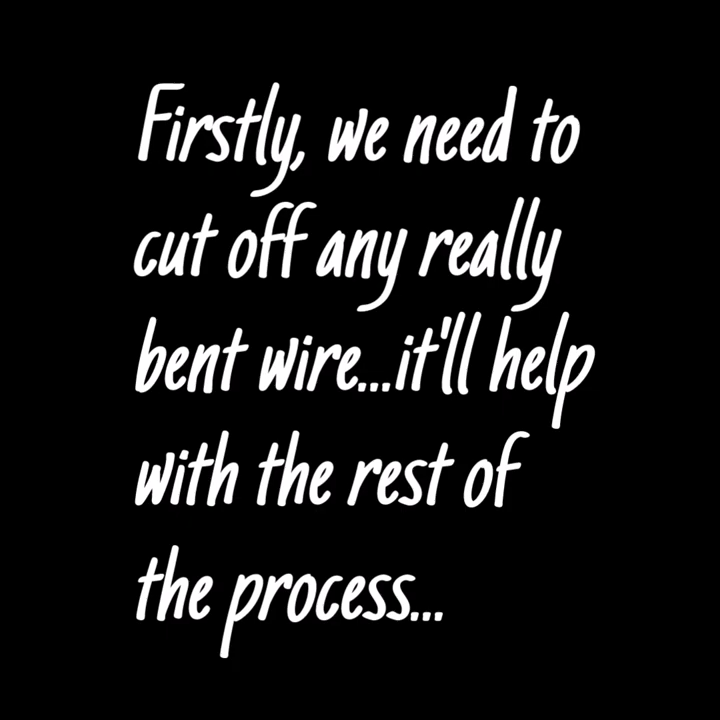 Firstly, we need to
cut off any really
bent wire...it'll help
with the rest of
the process...